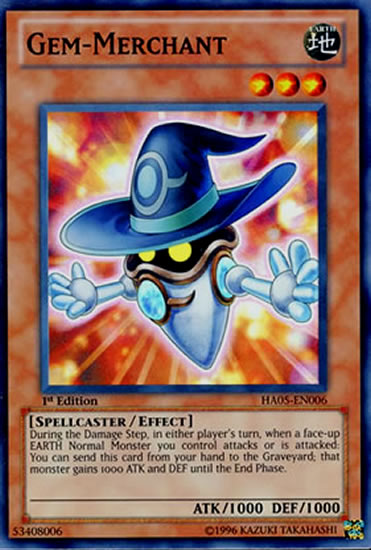 GEM-MERCHANT
EARTH
地
1st Edition
HA05-EN006
[SPELLCASTER / EFFECT]
During the Damage Step, in either player's turn, when a face-up
EARTH Normal Monster you control attacks or is attacked:
You can send this card from your hand to the Graveyard; that
monster gains 1000 ATK and DEF until the End Phase.
ATK/1000 DEF/1000
53408006
©1996 KAZUKI TAKAHASHI